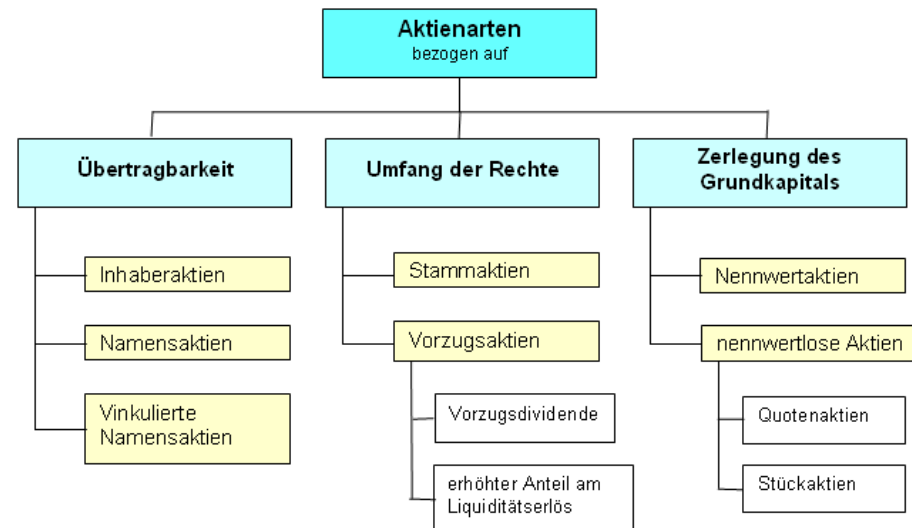 Aktienarten
bezogen auf
Übertragbarkeit
Inhaberaktien
Namensaktien
Vinkulierte
Namensaktien
Umfang der Rechte
Stammaktien
Vorzugsaktien
Vorzugsdividende
erhöhter Anteil am
Liquiditätserlös
Zerlegung des
Grundkapitals
Nennwertaktien
nennwertlose Aktien
Quotenaktien
Stückaktien